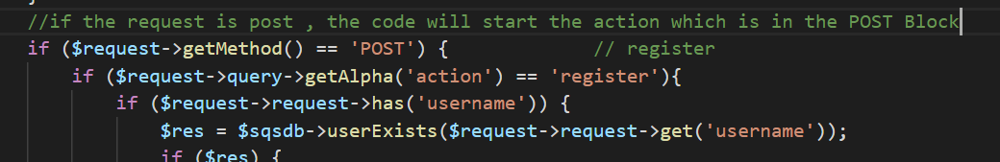 //if the request is post , the code will start the action which is in the POST Block
if ($request->getMethod() == 'POST') {             // register
    if ($request->query->getAlpha('action') == 'register'){
        if ($request->request->has('username')) {
            $res = $sqsdb->userExists($request->request->get('username'));
            if ($res) {